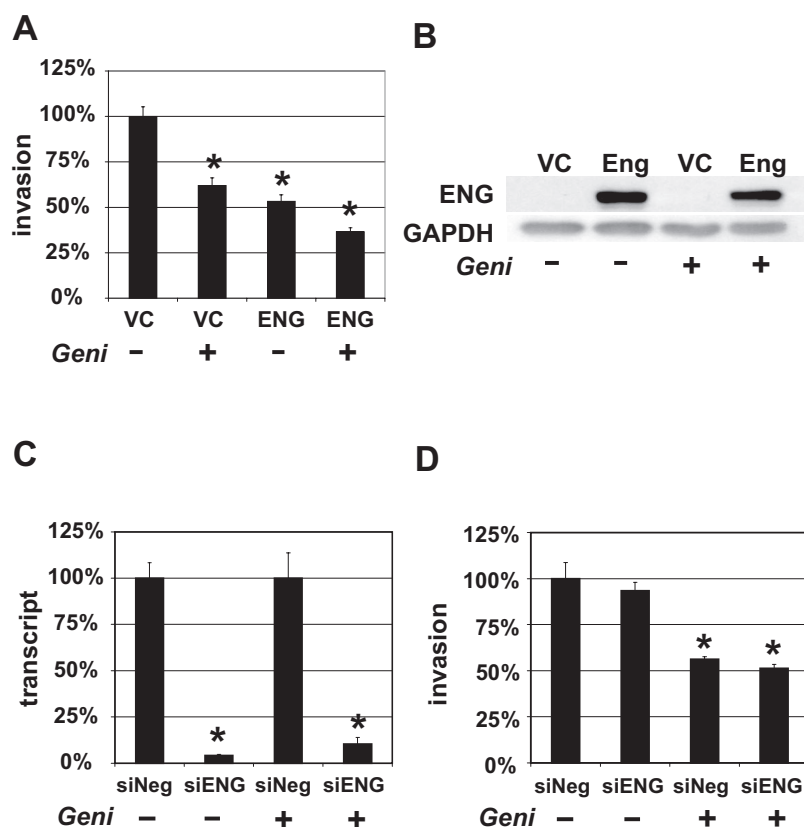 A
125%
100%
75%
50%
25%
0%
invasion
* * *
VC VC ENG ENG
Geni - + - +
B
VC Eng VC Eng
ENG
GAPDH
Geni - - + +
C
125%
100%
75%
50%
25%
0%
transcript
* *
siNeg siENG siNeg siENG
Geni - - + +
D
125%
100%
75%
50%
25%
0%
invasion
* *
siNeg siENG siNeg siENG
Geni - - + +